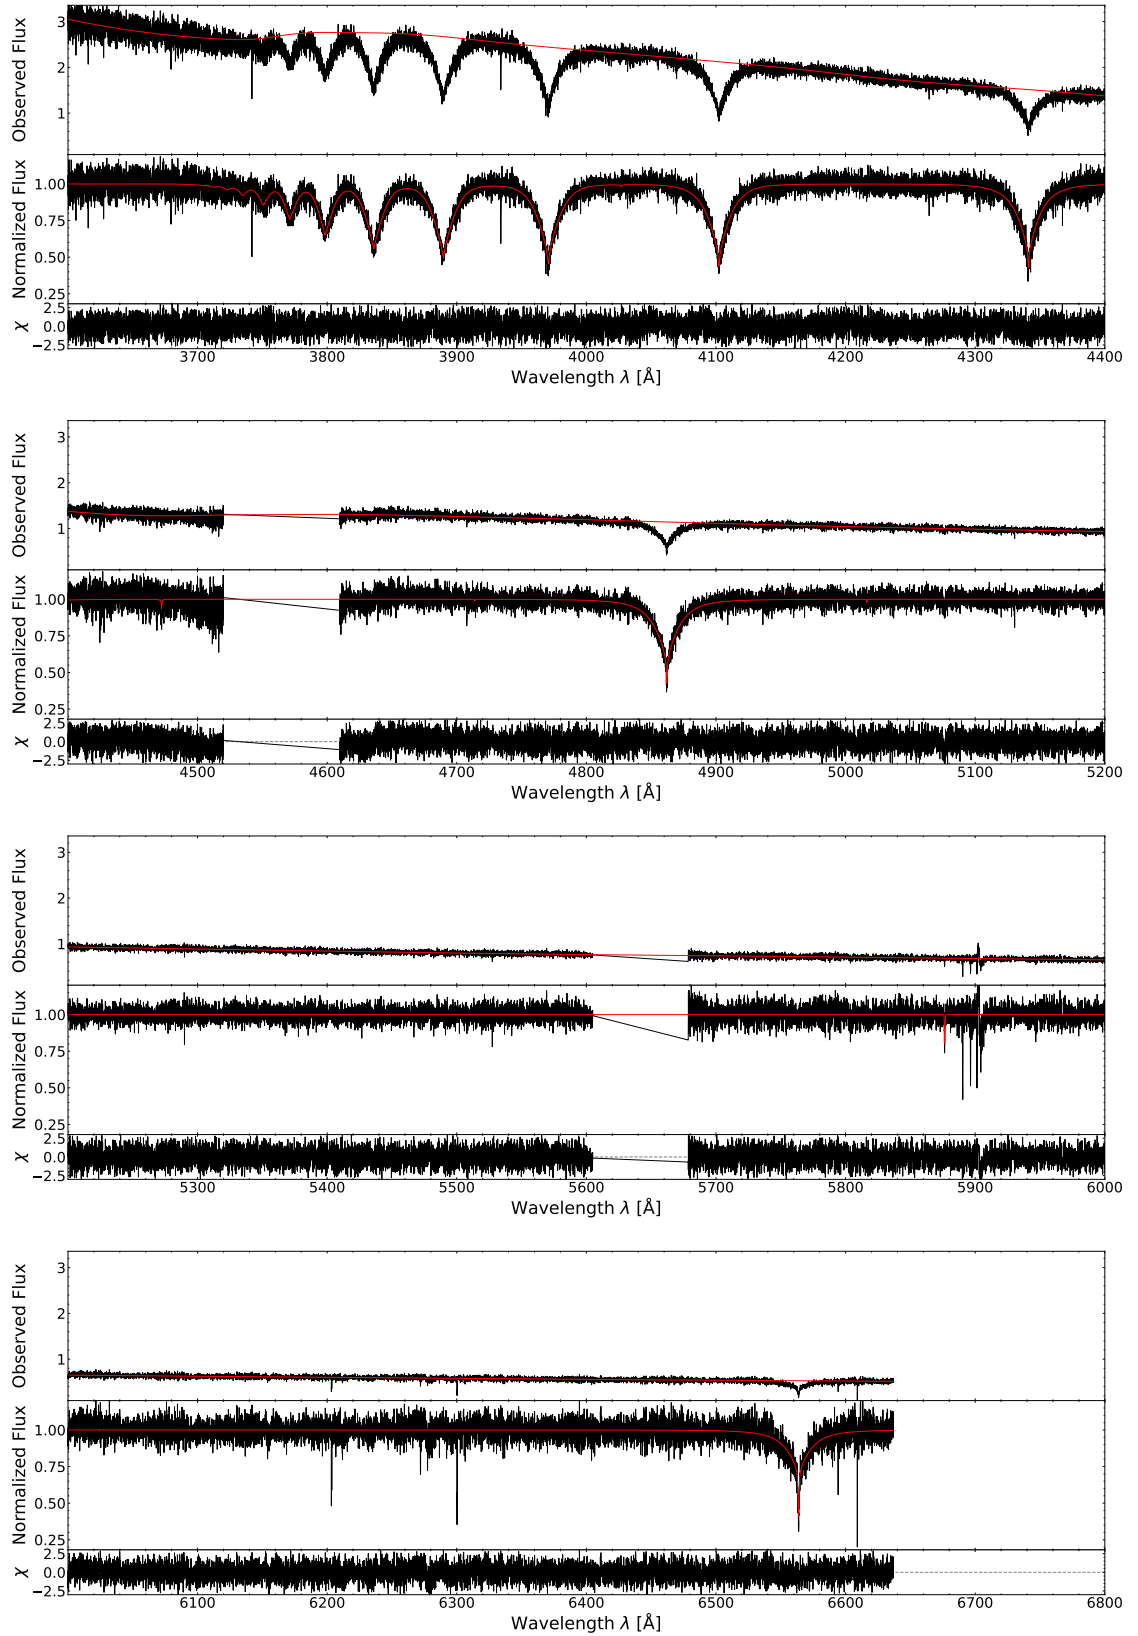 Observed Flux
3
2
1
Normalized Flux
1.00
0.75
0.50
0.25
χ
2.5
0.0
−2.5
3700 3800 3900 4000 4100 4200 4300 4400
Wavelength λ [Å]
Observed Flux
3
2
1
Normalized Flux
1.00
0.75
0.50
0.25
χ
2.5
0.0
−2.5
4500 4600 4700 4800 4900 5000 5100 5200
Wavelength λ [Å]
Observed Flux
3
2
1
Normalized Flux
1.00
0.75
0.50
0.25
χ
2.5
0.0
−2.5
5300 5400 5500 5600 5700 5800 5900 6000
Wavelength λ [Å]
Observed Flux
3
2
1
Normalized Flux
1.00
0.75
0.50
0.25
χ
2.5
0.0
−2.5
6100 6200 6300 6400 6500 6600 6700 6800
Wavelength λ [Å]